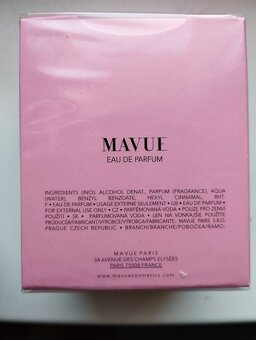 MAVUE
EAU DE PARFUM
INGREDIENTS (INCI): ALCOHOL DENAT, PARFUM (FRAGRANCE), AQUA
(WATER), BENZYL BENZOATE, HEXYL CINNAMAL, BHT.
F • EAU DE PARFUM • USAGE EXTERNE SEULEMENT • GB • EAU DE PARFUM •
FOR EXTERNAL USE ONLY • CZ • PARFÉMOVANÁ VODA • POUZE PRO ZEVNÍ
POUŽITÍ • SK • PARFUMOVANÁ VODA • LEN NA VONKAJŠIE POUŽITIE
PRODUCER/FABRICANT/VÝROBCE/VÝROBCA/FABRICANTE: MAVUE PARIS S.R.O.
PRAGUE CZECH REPUBLIC • BRANCH/BRANCHE/POBOČKA/RAMO:
MAVUE PARIS
34 AVENUE DES CHAMPS ELYSÉES
PARIS 75008 FRANCE
www.mavuecosmetics.com